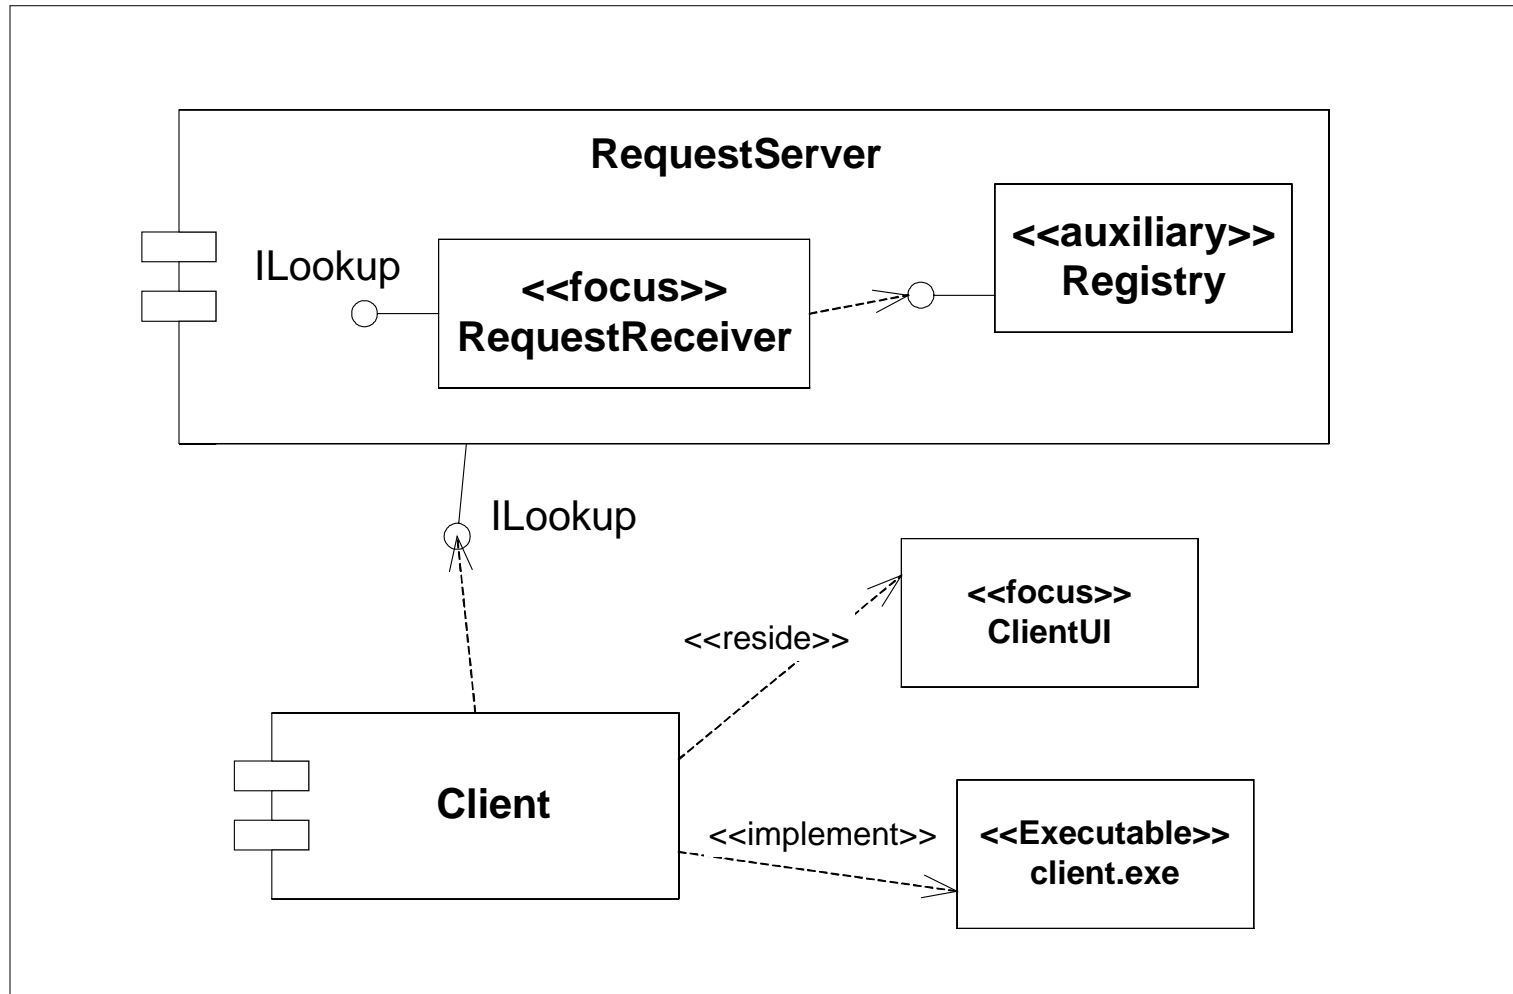 RequestServer
<<auxiliary>>
Registry
ILookup
<<focus>>
RequestReceiver
ILookup
<<focus>>
ClientUI
<<reside>>
Client
<<implement>>
<<Executable>>
client.exe